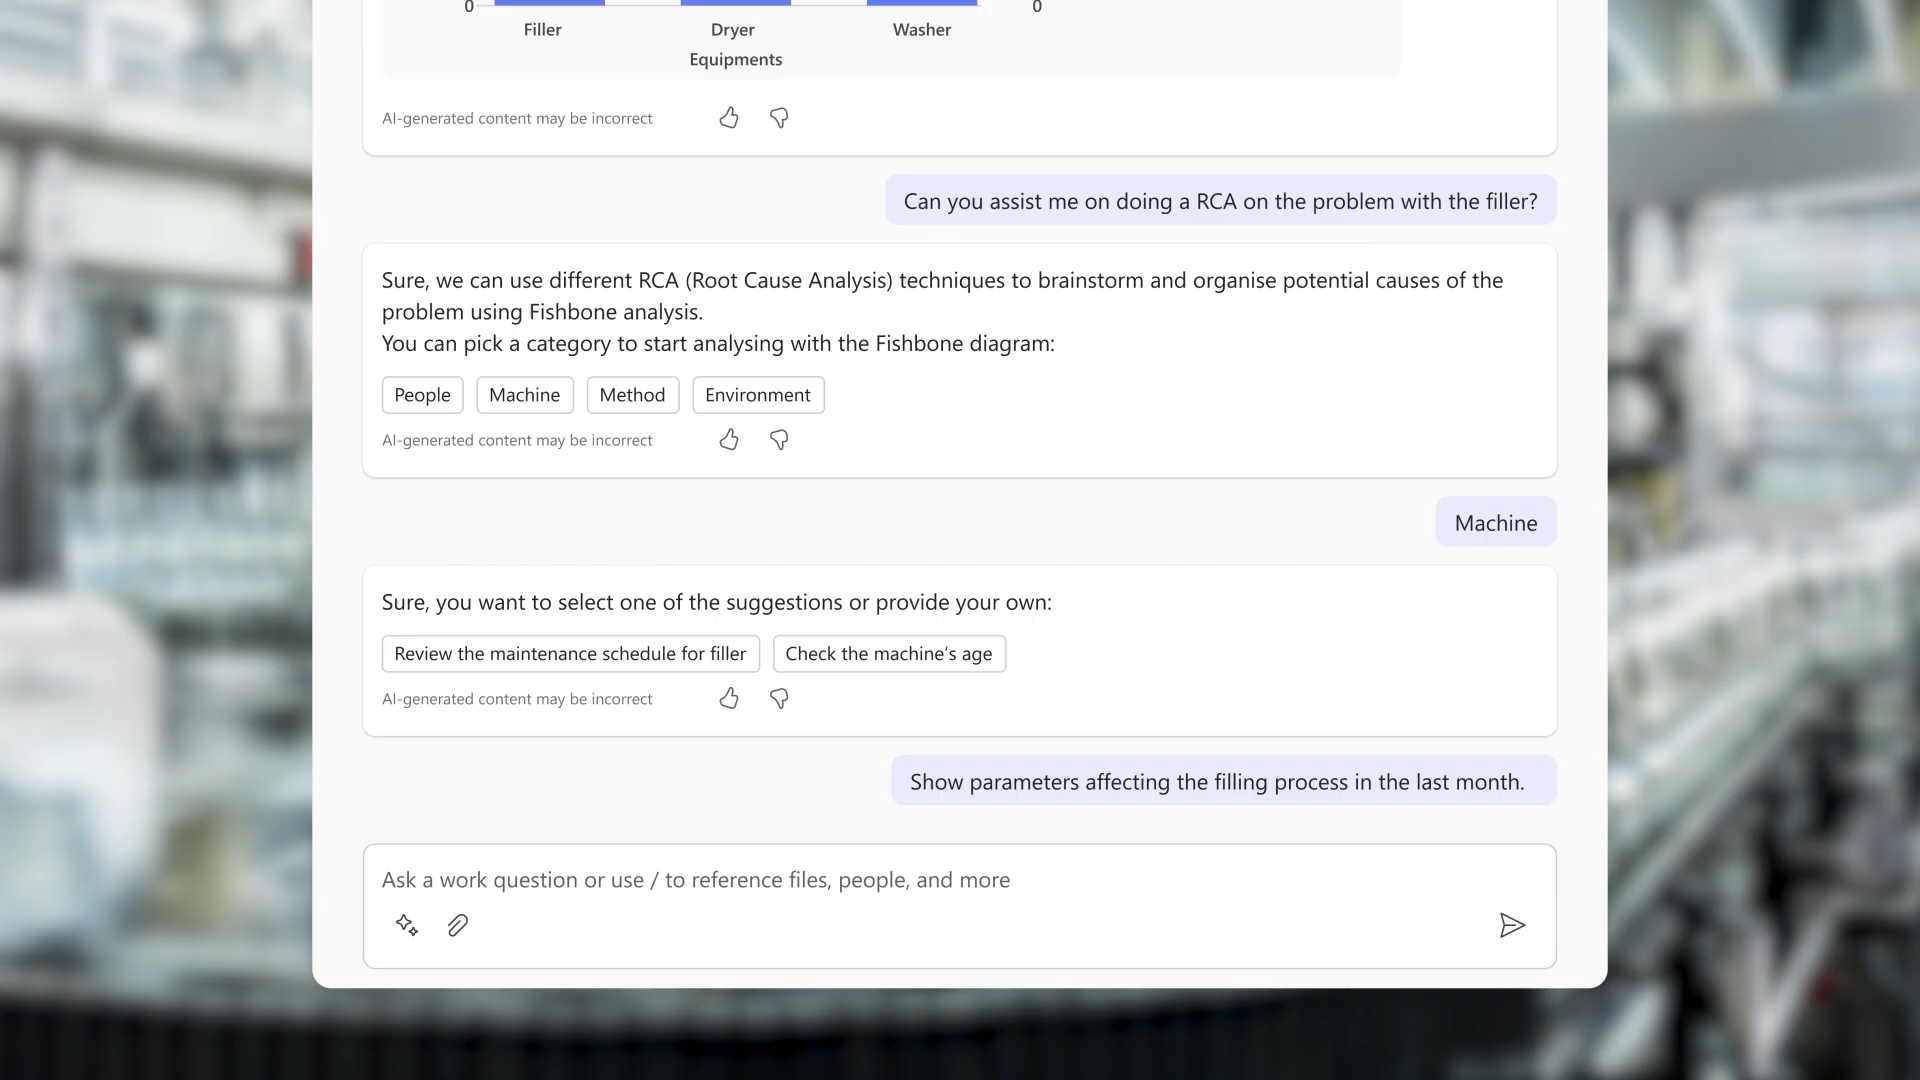 0
0
Filler
Dryer
Washer
Equipments
AI-generated content may be incorrect
Can you assist me on doing a RCA on the problem with the filler?
Sure, we can use different RCA (Root Cause Analysis) techniques to brainstorm and organise potential causes of the
problem using Fishbone analysis.
You can pick a category to start analysing with the Fishbone diagram:
People
Machine
Method
Environment
AI-generated content may be incorrect
Machine
Sure, you want to select one of the suggestions or provide your own:
Review the maintenance schedule for filler
Check the machine’s age
AI-generated content may be incorrect
Show parameters affecting the filling process in the last month.
Ask a work question or use / to reference files, people, and more